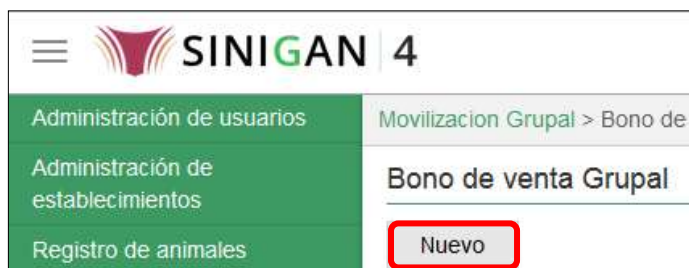 SINIGAN 4
Administración de usuarios
Movilizacion Grupal > Bono de
Administración de
establecimientos
Bono de venta Grupal
Registro de animales
Nuevo